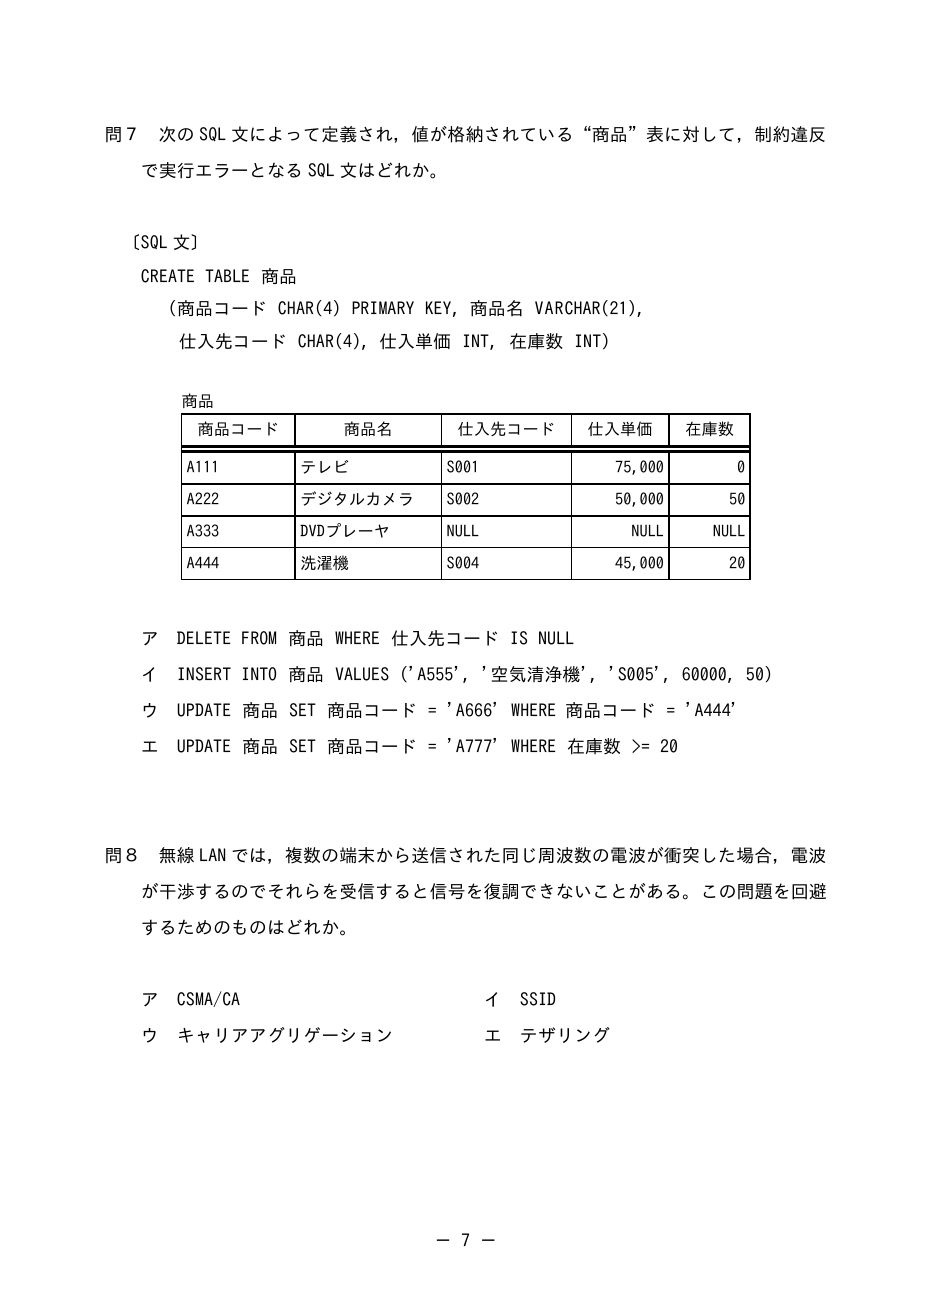 問7 次の SQL 文によって定義され，値が格納されている“商品”表に対して，制約違反
で実行エラーとなる SQL 文はどれか。
〔SQL 文〕
CREATE TABLE 商品
(商品コード CHAR(4) PRIMARY KEY, 商品名 VARCHAR(21),
仕入先コード CHAR(4), 仕入単価 INT, 在庫数 INT)
商品
商品コード 商品名 仕入先コード 仕入単価 在庫数
A111 テレビ S001 75,000 0
A222 デジタルカメラ S002 50,000 50
A333 DVDプレーヤ NULL NULL NULL
A444 洗濯機 S004 45,000 20
ア DELETE FROM 商品 WHERE 仕入先コード IS NULL
イ INSERT INTO 商品 VALUES ('A555', '空気清浄機', 'S005', 60000, 50)
ウ UPDATE 商品 SET 商品コード = 'A666' WHERE 商品コード = 'A444'
エ UPDATE 商品 SET 商品コード = 'A777' WHERE 在庫数 >= 20
問8 無線 LAN では，複数の端末から送信された同じ周波数の電波が衝突した場合，電波
が干渉するのでそれらを受信すると信号を復調できないことがある。この問題を回避
するためのものはどれか。
ア CSMA/CA イ SSID
ウ キャリアアグリゲーション エ テザリング
－ 7 －